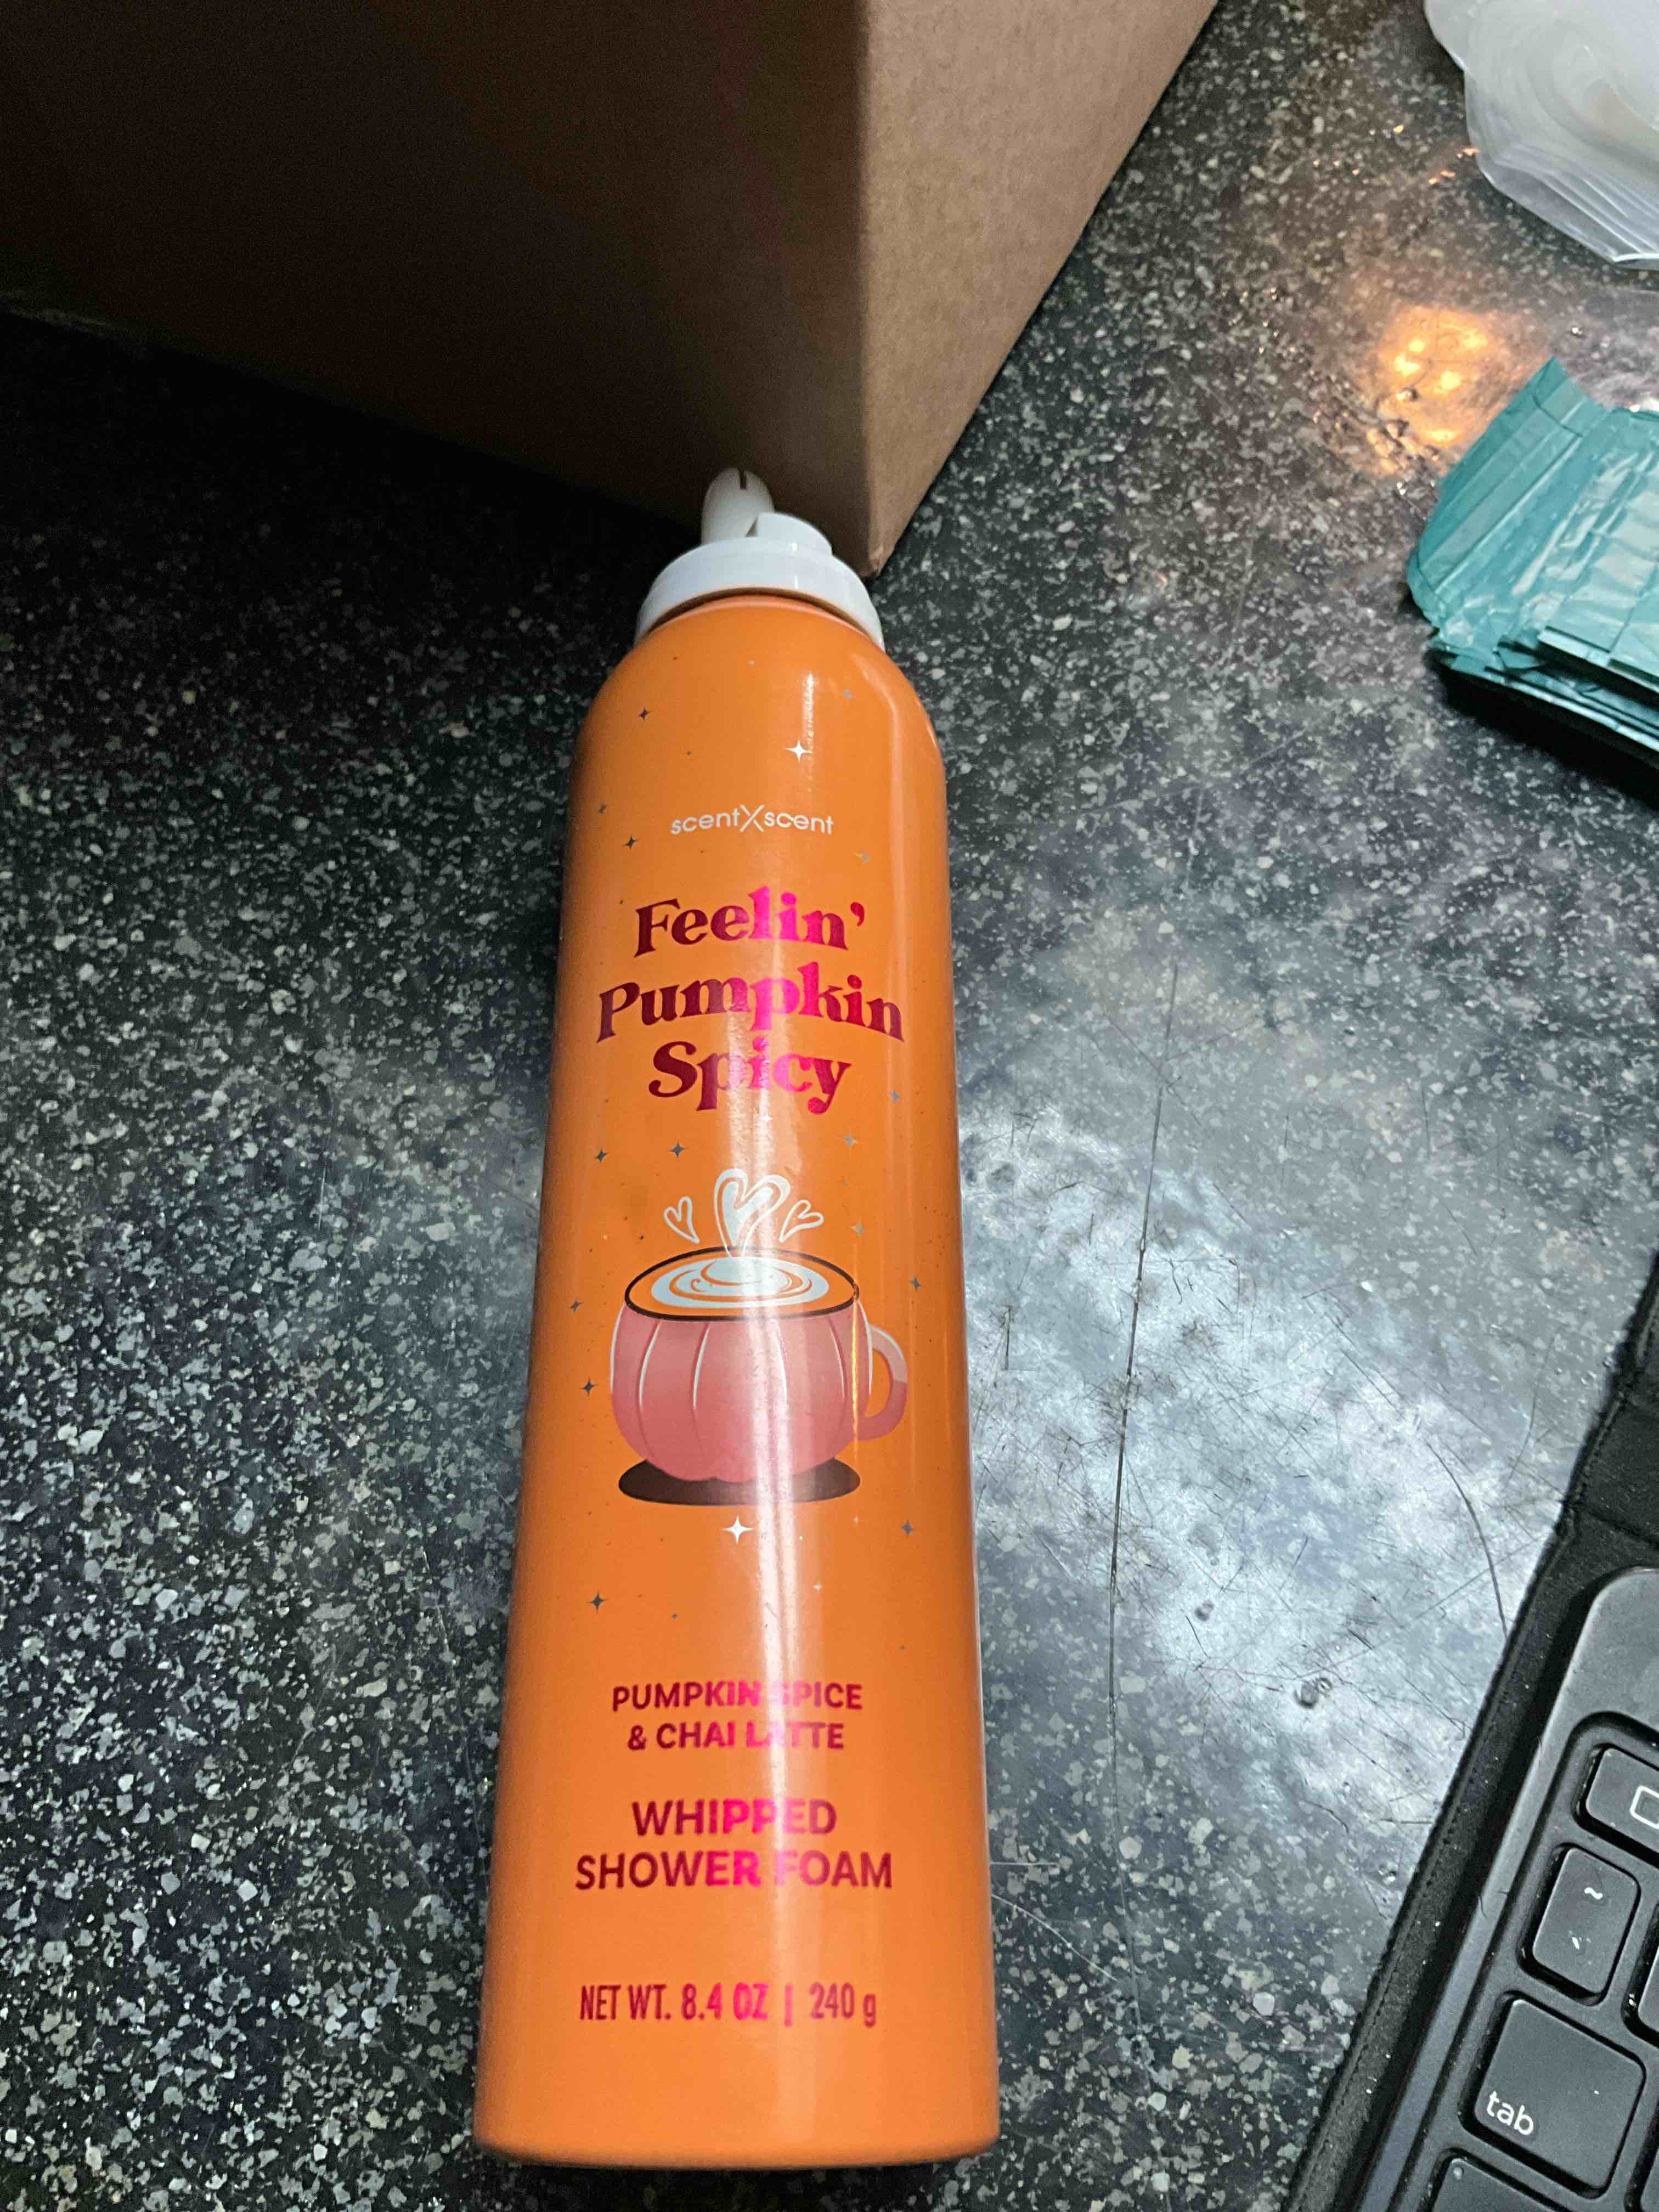 scentXscent
Feelin'
Pumpkin
Spicy
PUMPKIN SPICE
& CHAI LATTE
WHIPPED
SHOWER FOAM
NET WT. 8.4 OZ | 240 g
~
tab